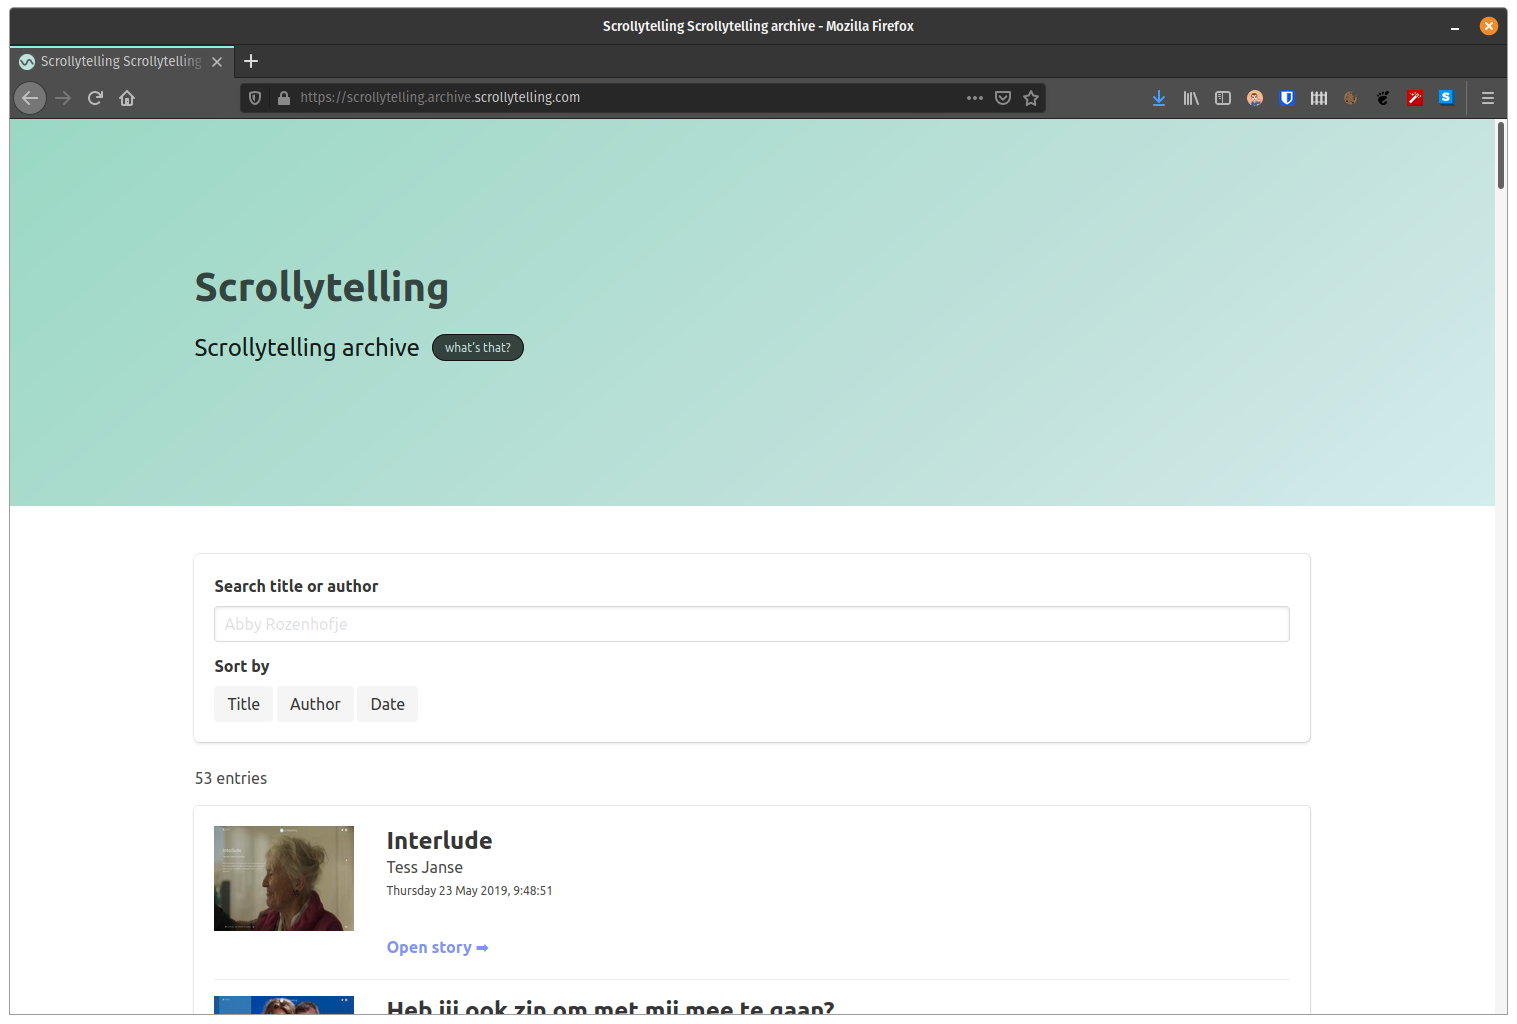 Scrollytelling Scrollytelling archive - Mozilla Firefox
Scrollytelling Scrollytelling
https://scrollytelling.archive.scrollytelling.com
Scrollytelling
Scrollytelling archive what's that?
Search title or author
Abby Rozenhofje
Sort by
Title Author Date
53 entries
Interlude
Tess Janse
Thursday 23 May 2019, 9:48:51
Open story ➡
Heb jij ook zin om met mij mee te gaan?